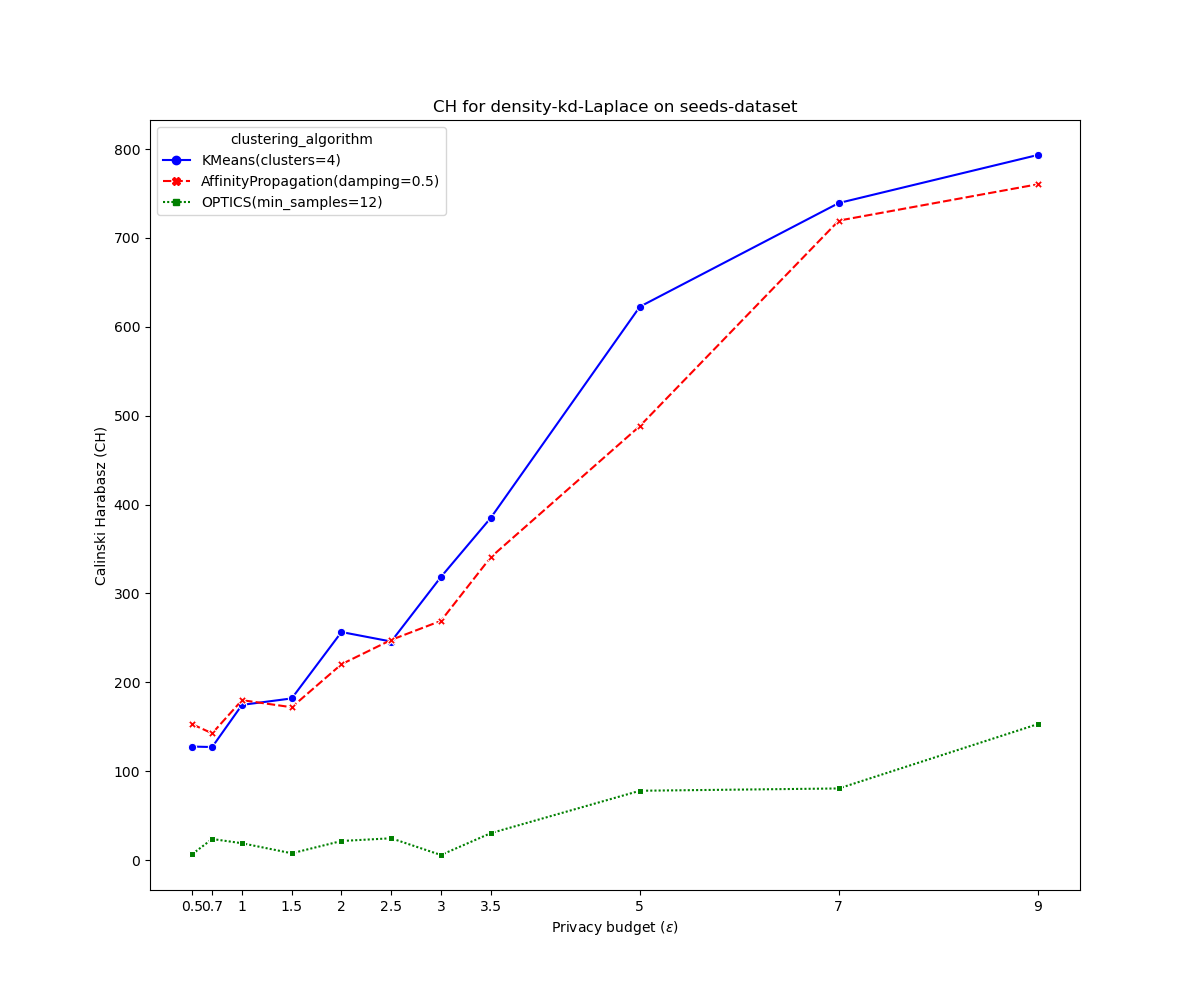 CH for density-kd-Laplace on seeds-dataset
clustering_algorithm
KMeans(clusters=4)
AffinityPropagation(damping=0.5)
OPTICS(min_samples=12)
800
700
600
500
400
300
200
100
0
Calinski Harabasz (CH)
0.5 0.7 1 1.5 2 2.5 3 3.5 5 7 9
Privacy budget (ε)